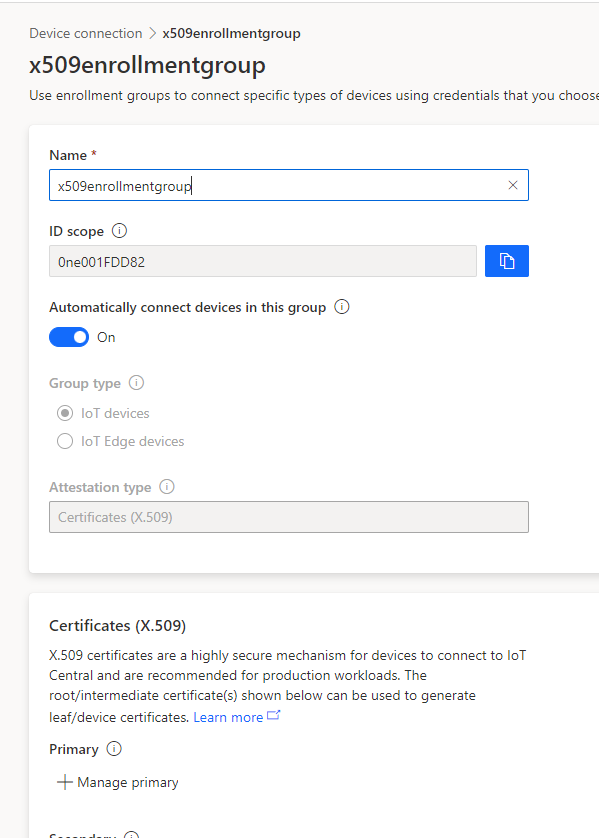 Device connection > x509enrollmentgroup
x509enrollmentgroup
Use enrollment groups to connect specific types of devices using credentials that you choose
Name *
x509enrollmentgroup
ID scope
0ne001FDD82
Automatically connect devices in this group
On
Group type
IoT devices
IoT Edge devices
Attestation type
Certificates (X.509)
Certificates (X.509)
X.509 certificates are a highly secure mechanism for devices to connect to IoT
Central and are recommended for production workloads. The
root/intermediate certificate(s) shown below can be used to generate
leaf/device certificates. Learn more
Primary
Manage primary
Secondary